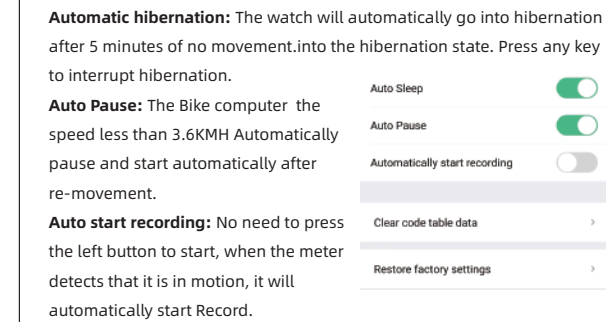 Automatic hibernation: The watch will automatically go into hibernation
after 5 minutes of no movement.into the hibernation state. Press any key
to interrupt hibernation.
Auto Pause: The Bike computer  the
speed less than 3.6KMH Automatically
pause and start automatically after
re-movement.
Auto start recording: No need to press
the left button to start, when the meter
detects that it is in motion, it will
automatically start Record.
Auto Sleep
Auto Pause
Automatically start recording
Clear code table data
Restore factory settings